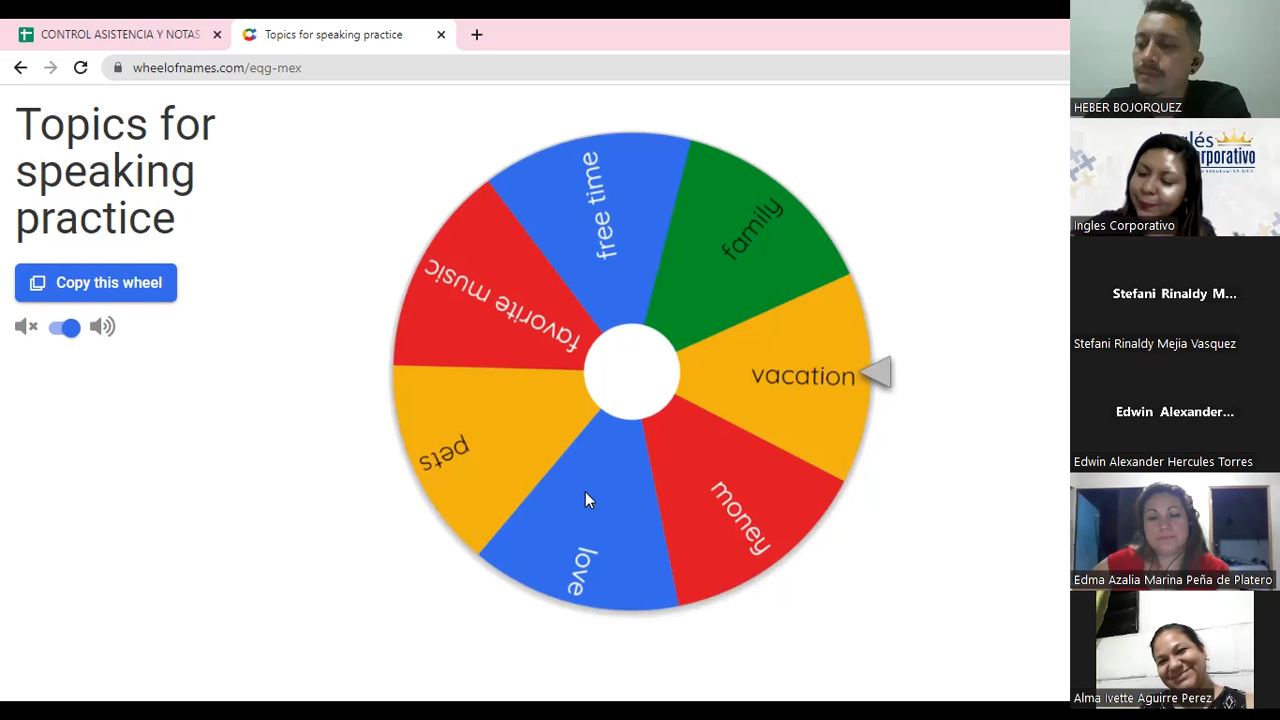 CONTROL ASISTENCIA Y NOTAS
Topics for speaking practice
wheelofnames.com/eqg-mex
Topics for
speaking
practice
Copy this wheel
free time
family
favorite music
vacation
pets
money
love
HEBER BOJORQUEZ
Inglés
Ingles Corporativo
Stefani Rinaldy M...
Stefani Rinaldy Mejia Vasquez
Edwin Alexander...
Edwin Alexander Hercules Torres
Edma Azalia Marina Peña de Platero
Alma Ivette Aguirre Perez